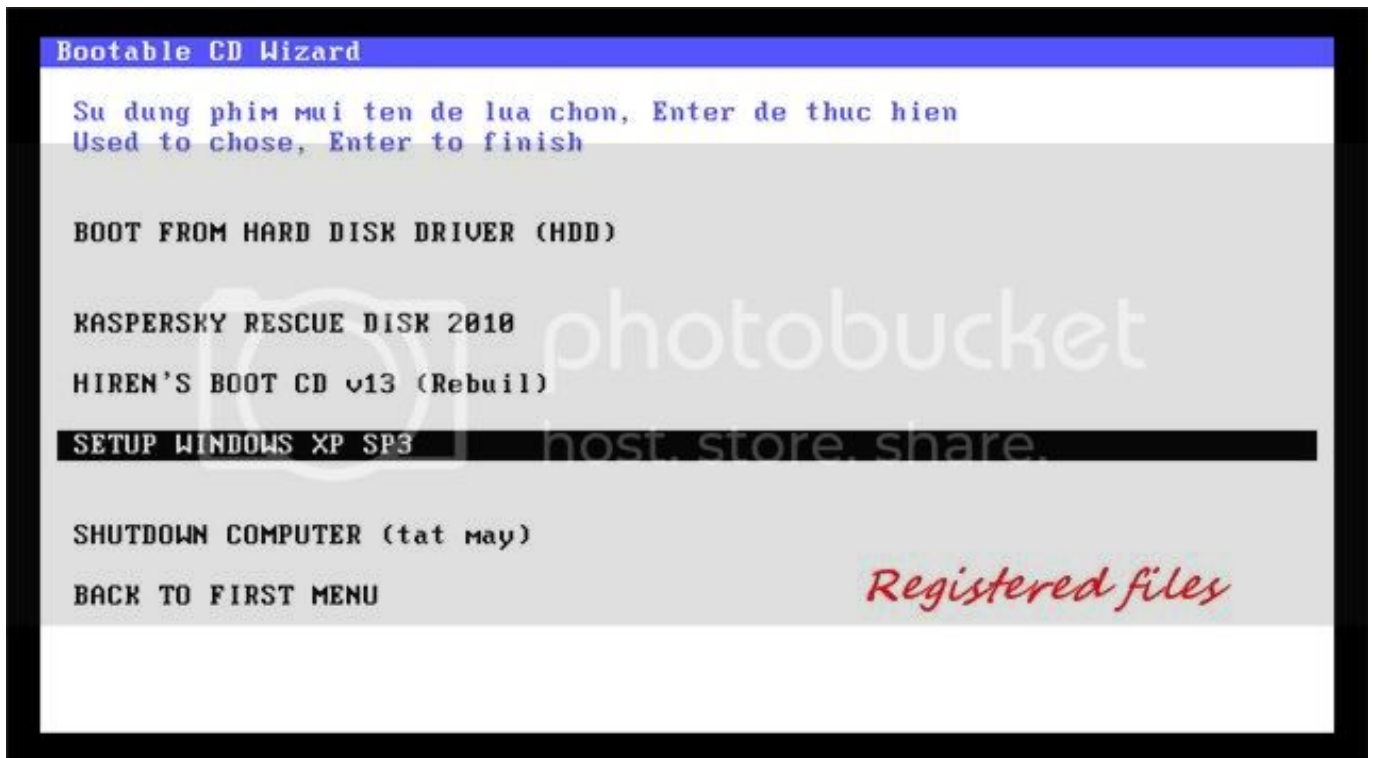 Bootable CD Wizard
Su dung phim mui ten de lua chon, Enter de thuc hien
Used to chose, Enter to finish
BOOT FROM HARD DISK DRIVER (HDD)
KASPERSKY RESCUE DISK 2010
photobucket
HIREN'S BOOT CD v13 (Rebuil)
SETUP WINDOWS XP SP3
host. store. share.
SHUTDOWN COMPUTER (tat may)
BACK TO FIRST MENU
Registered files